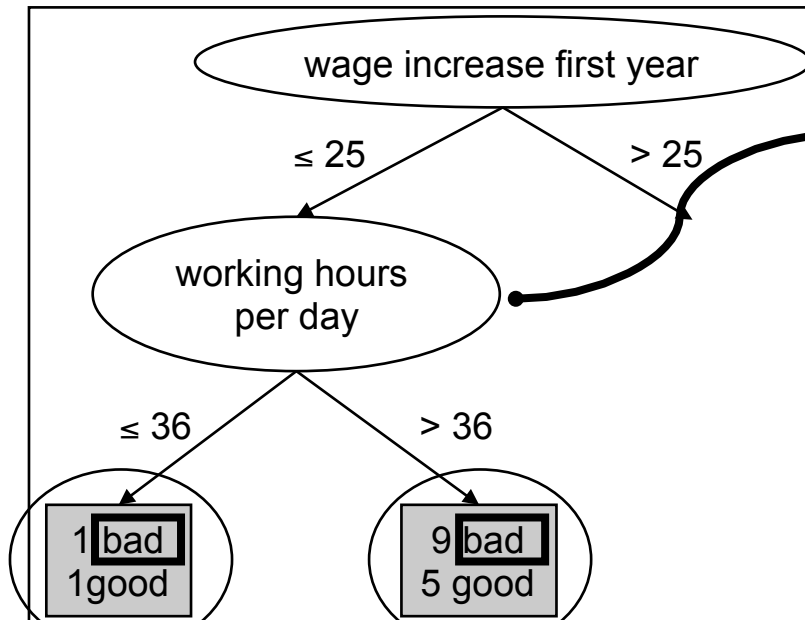 wage increase first year
≤ 25
> 25
working hours
per day
≤ 36
> 36
1 bad
1good
9 bad
5 good